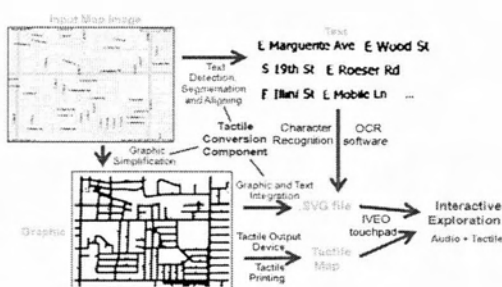 Input Map Image
Text
E Marguerite Ave E Wood St
S 19th St E Roeser Rd
E Illini St E Mobile Ln ...
Text
Detection,
Segmentation
and Aligning
Tactile
Conversion
Component
Graphic
Simplification
Character
Recognition
OCR
software
Graphic and Text
Integration
Graphic
.SVG file
IVEO
touchpad
Interactive
Exploration
Audio + Tactile
Tactile Output
Device
Tactile
Printing
Tactile
Map